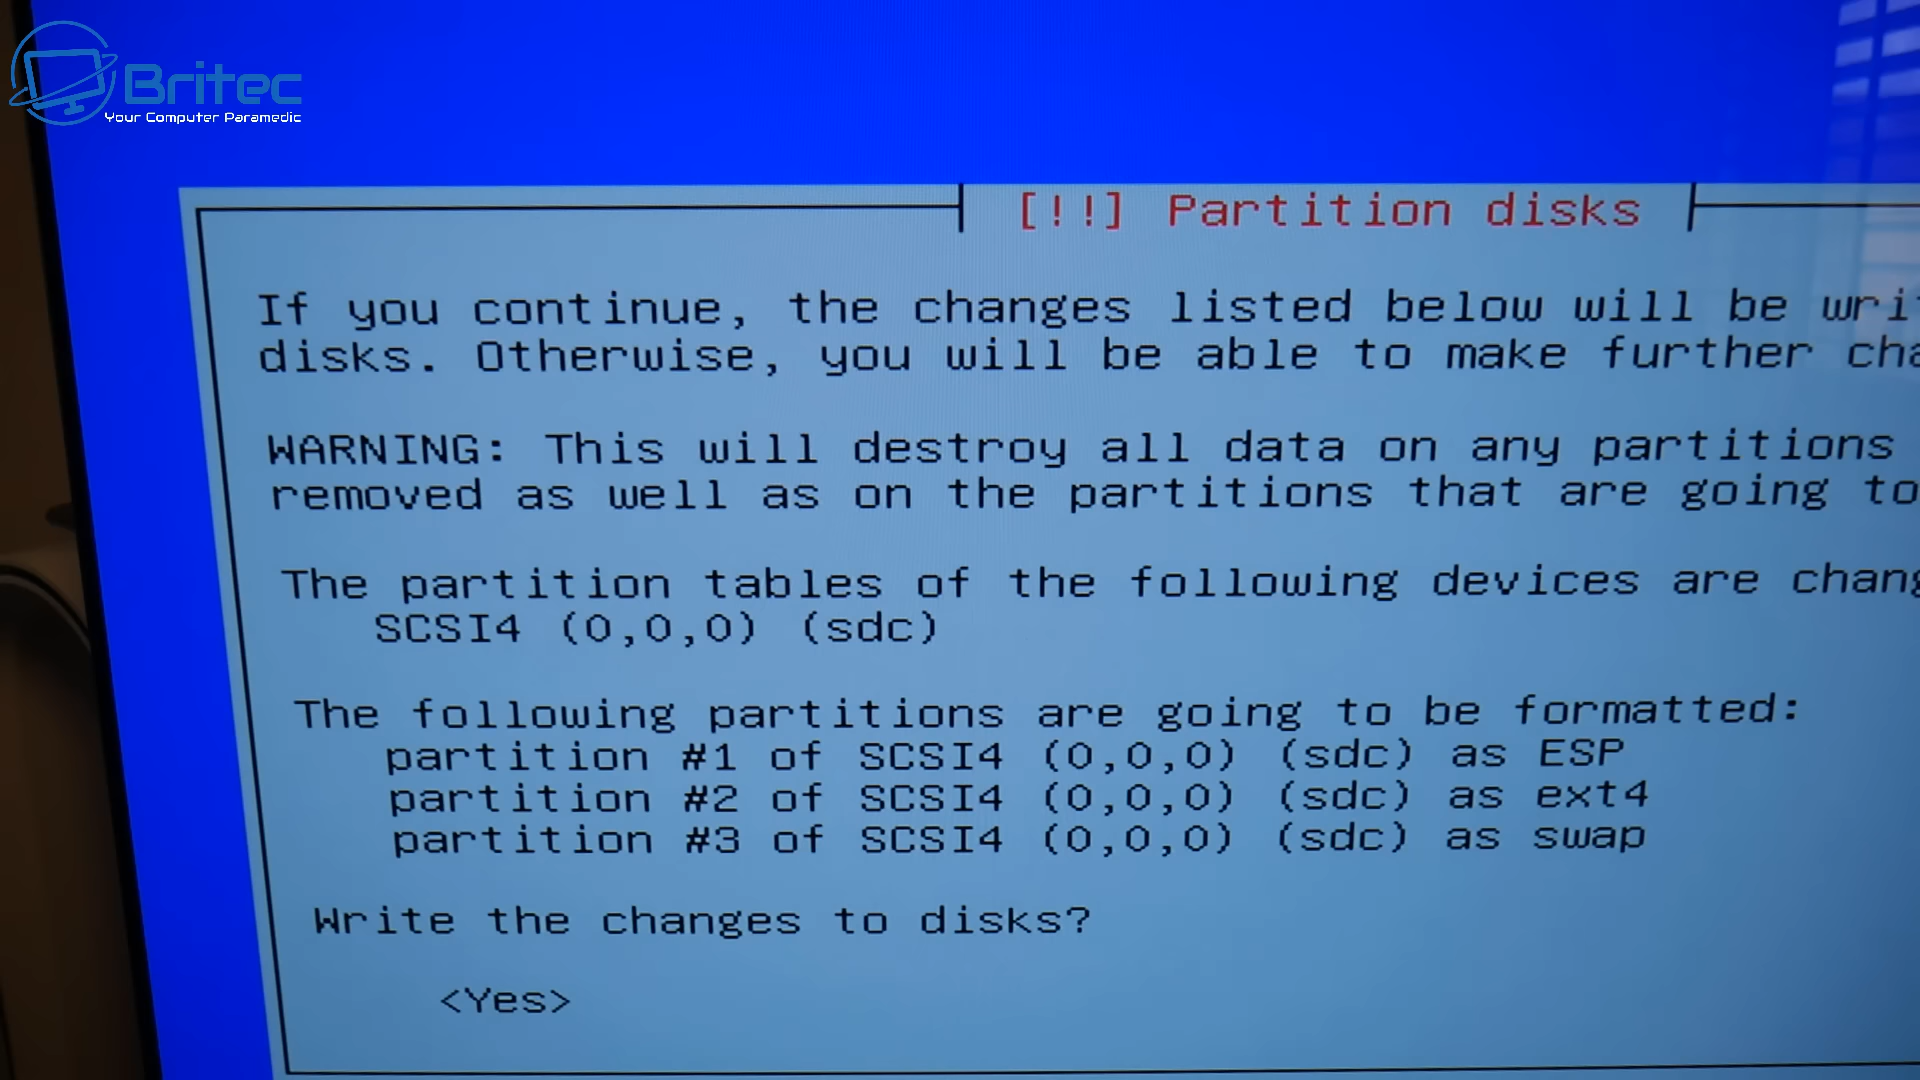 Britec
Your Computer Paramedic
[!!] Partition disks
If you continue, the changes listed below will be
disks. Otherwise, you will be able to make further
WARNING: This will destroy all data on any partitions
removed as well as on the partitions that are going to
The partition tables of the following devices are
SCSI4 (0,0,0) (sdc)
The following partitions are going to be formatted:
partition #1 of SCSI4 (0,0,0) (sdc) as ESP
partition #2 of SCSI4 (0,0,0) (sdc) as ext4
partition #3 of SCSI4 (0,0,0) (sdc) as swap
Write the changes to disks?
<Yes>